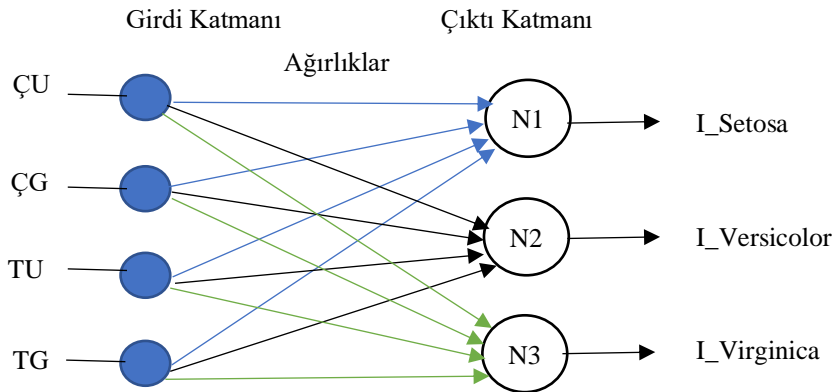 Girdi Katmanı
Çıktı Katmanı
Ağırlıklar
ÇU
N1
I_Setosa
ÇG
N2
I_Versicolor
TU
TG
N3
I_Virginica